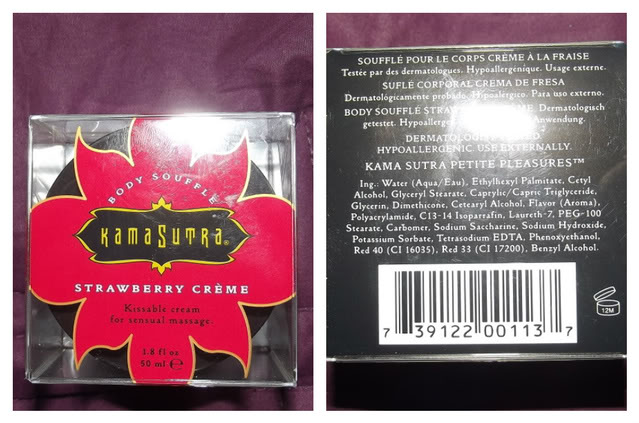 BODY SOUFFLÉ
KAMASUTRA®
STRAWBERRY CRÈME
Kissable cream
for sensual massage.
1.8 fl oz
50 ml ℮
SOUFFLÉ POUR LE CORPS CRÈME À LA FRAISE
Testée par des dermatologues. Hypoallergénique. Usage externe.
SUFLÉ CORPORAL CREMA DE FRESA
Dermatológicamente probado. Hipoalérgico. Para uso externo.
BODY SOUFFLÉ Dermatologisch
getestet. Anwendung.
HYPOALLERGENIC USE EXTERNALLY.
KAMA SUTRA PETITE PLEASURES™
Ing.: Water (Aqua/Eau), Ethylhexyl Palmitate, Cetyl
Alcohol, Glyceryl Stearate, Caprylic/Capric Triglyceride,
Glycerin, Dimethicone, Cetearyl Alcohol, Flavor (Aroma),
Polyacrylamide, C13-14 Isoparaffin, Laureth-7, PEG-100
Stearate, Carbomer, Sodium Saccharine, Sodium Hydroxide,
Potassium Sorbate, Tetrasodium EDTA, Phenoxyethanol,
Red 40 (CI 16035), Red 33 (CI 17200), Benzyl Alcohol.
7 39122 00113 7
12M